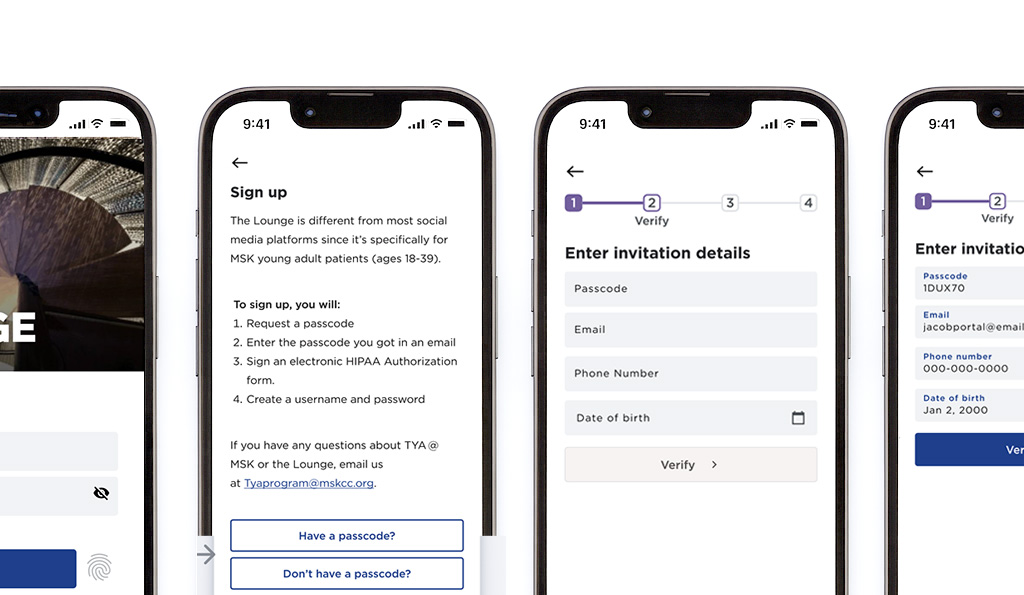 GE
9:41
Sign up
The Lounge is different from most social
media platforms since it's specifically for
MSK young adult patients (ages 18-39).
To sign up, you will:
1. Request a passcode
2. Enter the passcode you got in an email
3. Sign an electronic HIPAA Authorization
form.
4. Create a username and password
If you have any questions about TYA@
MSK or the Lounge, email us
at Tyaprogram@mskcc.org.
Have a passcode?
Don't have a passcode?
9:41
1 2 3 4
Verify
Enter invitation details
Passcode
Email
Phone Number
Date of birth
Verify
9:41
1 2
Verify
Enter invitatio
Passcode
1DUX70
Email
jacobportal@email
Phone number
000-000-0000
Date of birth
Jan 2, 2000
Ver